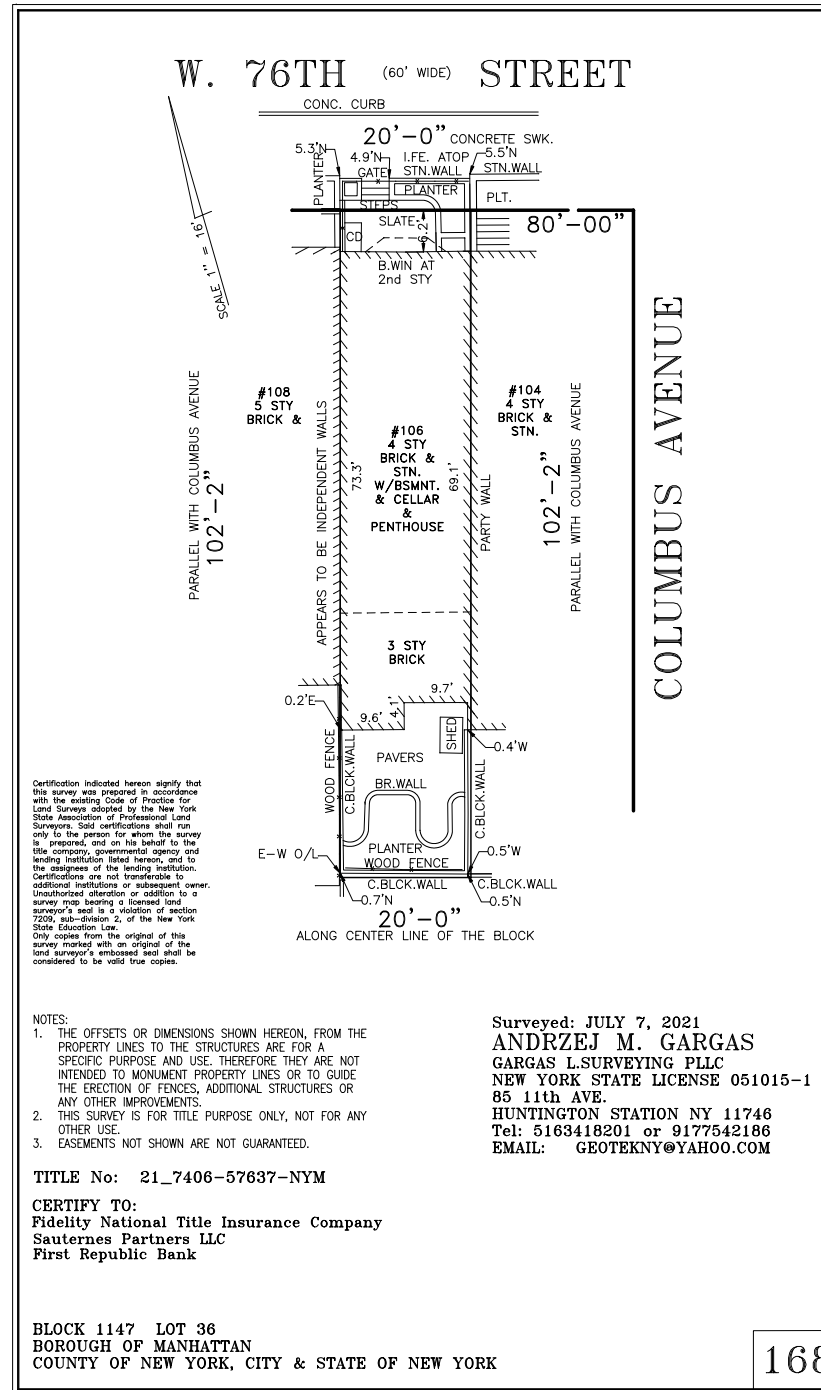 W. 76TH (60' WIDE) STREET
CONC. CURB
20'-0" CONCRETE SWK.
5.3'N
4.9'N
I.FE. ATOP
STN.WALL
5.5'N
STN.WALL
GATE
PLANTER
PLANTER
PLT.
STEPS
SLATE
6.2'
80'-00"
CD
B.WIN AT
2nd STY
SCALE 1" = 16'
#108
5 STY
BRICK &
#104
4 STY
BRICK &
STN.
#106
4 STY
BRICK &
STN.
W/BSMNT.
& CELLAR
&
PENTHOUSE
73.3'
69.1'
PARALLEL WITH COLUMBUS AVENUE
102'-2"
APPEARS TO BE INDEPENDENT WALLS
PARTY WALL
102'-2"
PARALLEL WITH COLUMBUS AVENUE
COLUMBUS AVENUE
3 STY
BRICK
0.2'E
9.7'
9.6'
4.1'
SHED
0.4'W
WOOD FENCE
C.BLCK.WALL
PAVERS
BR.WALL
C.BLCK.WALL
PLANTER
WOOD FENCE
E-W O/L
0.5'W
C.BLCK.WALL
C.BLCK.WALL
0.7'N
0.5'N
20'-0"
ALONG CENTER LINE OF THE BLOCK
Certification indicated hereon signify that
this survey was prepared in accordance
with the existing Code of Practice for
Land Surveys adopted by the New York
State Association of Professional Land
Surveyors. Said certifications shall run
only to the person for whom the survey
is prepared, and on his behalf to the
title company, governmental agency and
lending institution listed hereon, and to
the assignees of the lending institution.
Certifications are not transferable to
additional institutions or subsequent owner.
Unauthorized alteration or addition to a
survey map bearing a licensed land
surveyor's seal is a violation of section
7209, sub-division 2, of the New York
State Education Law.
Only copies from the original of this
survey marked with an original of the
land surveyor's embossed seal shall be
considered to be valid true copies.
NOTES:
1. THE OFFSETS OR DIMENSIONS SHOWN HEREON, FROM THE
PROPERTY LINES TO THE STRUCTURES ARE FOR A
SPECIFIC PURPOSE AND USE. THEREFORE THEY ARE NOT
INTENDED TO MONUMENT PROPERTY LINES OR TO GUIDE
THE ERECTION OF FENCES, ADDITIONAL STRUCTURES OR
ANY OTHER IMPROVEMENTS.
2. THIS SURVEY IS FOR TITLE PURPOSE ONLY, NOT FOR ANY
OTHER USE.
3. EASEMENTS NOT SHOWN ARE NOT GUARANTEED.
Surveyed: JULY 7, 2021
ANDRZEJ M. GARGAS
GARGAS L.SURVEYING PLLC
NEW YORK STATE LICENSE 051015-1
85 11th AVE.
HUNTINGTON STATION NY 11746
Tel: 5163418201 or 9177542186
EMAIL: GEOTEKNY@YAHOO.COM
TITLE No: 21_7406-57637-NYM
CERTIFY TO:
Fidelity National Title Insurance Company
Sauternes Partners LLC
First Republic Bank
BLOCK 1147 LOT 36
BOROUGH OF MANHATTAN
COUNTY OF NEW YORK, CITY & STATE OF NEW YORK
168